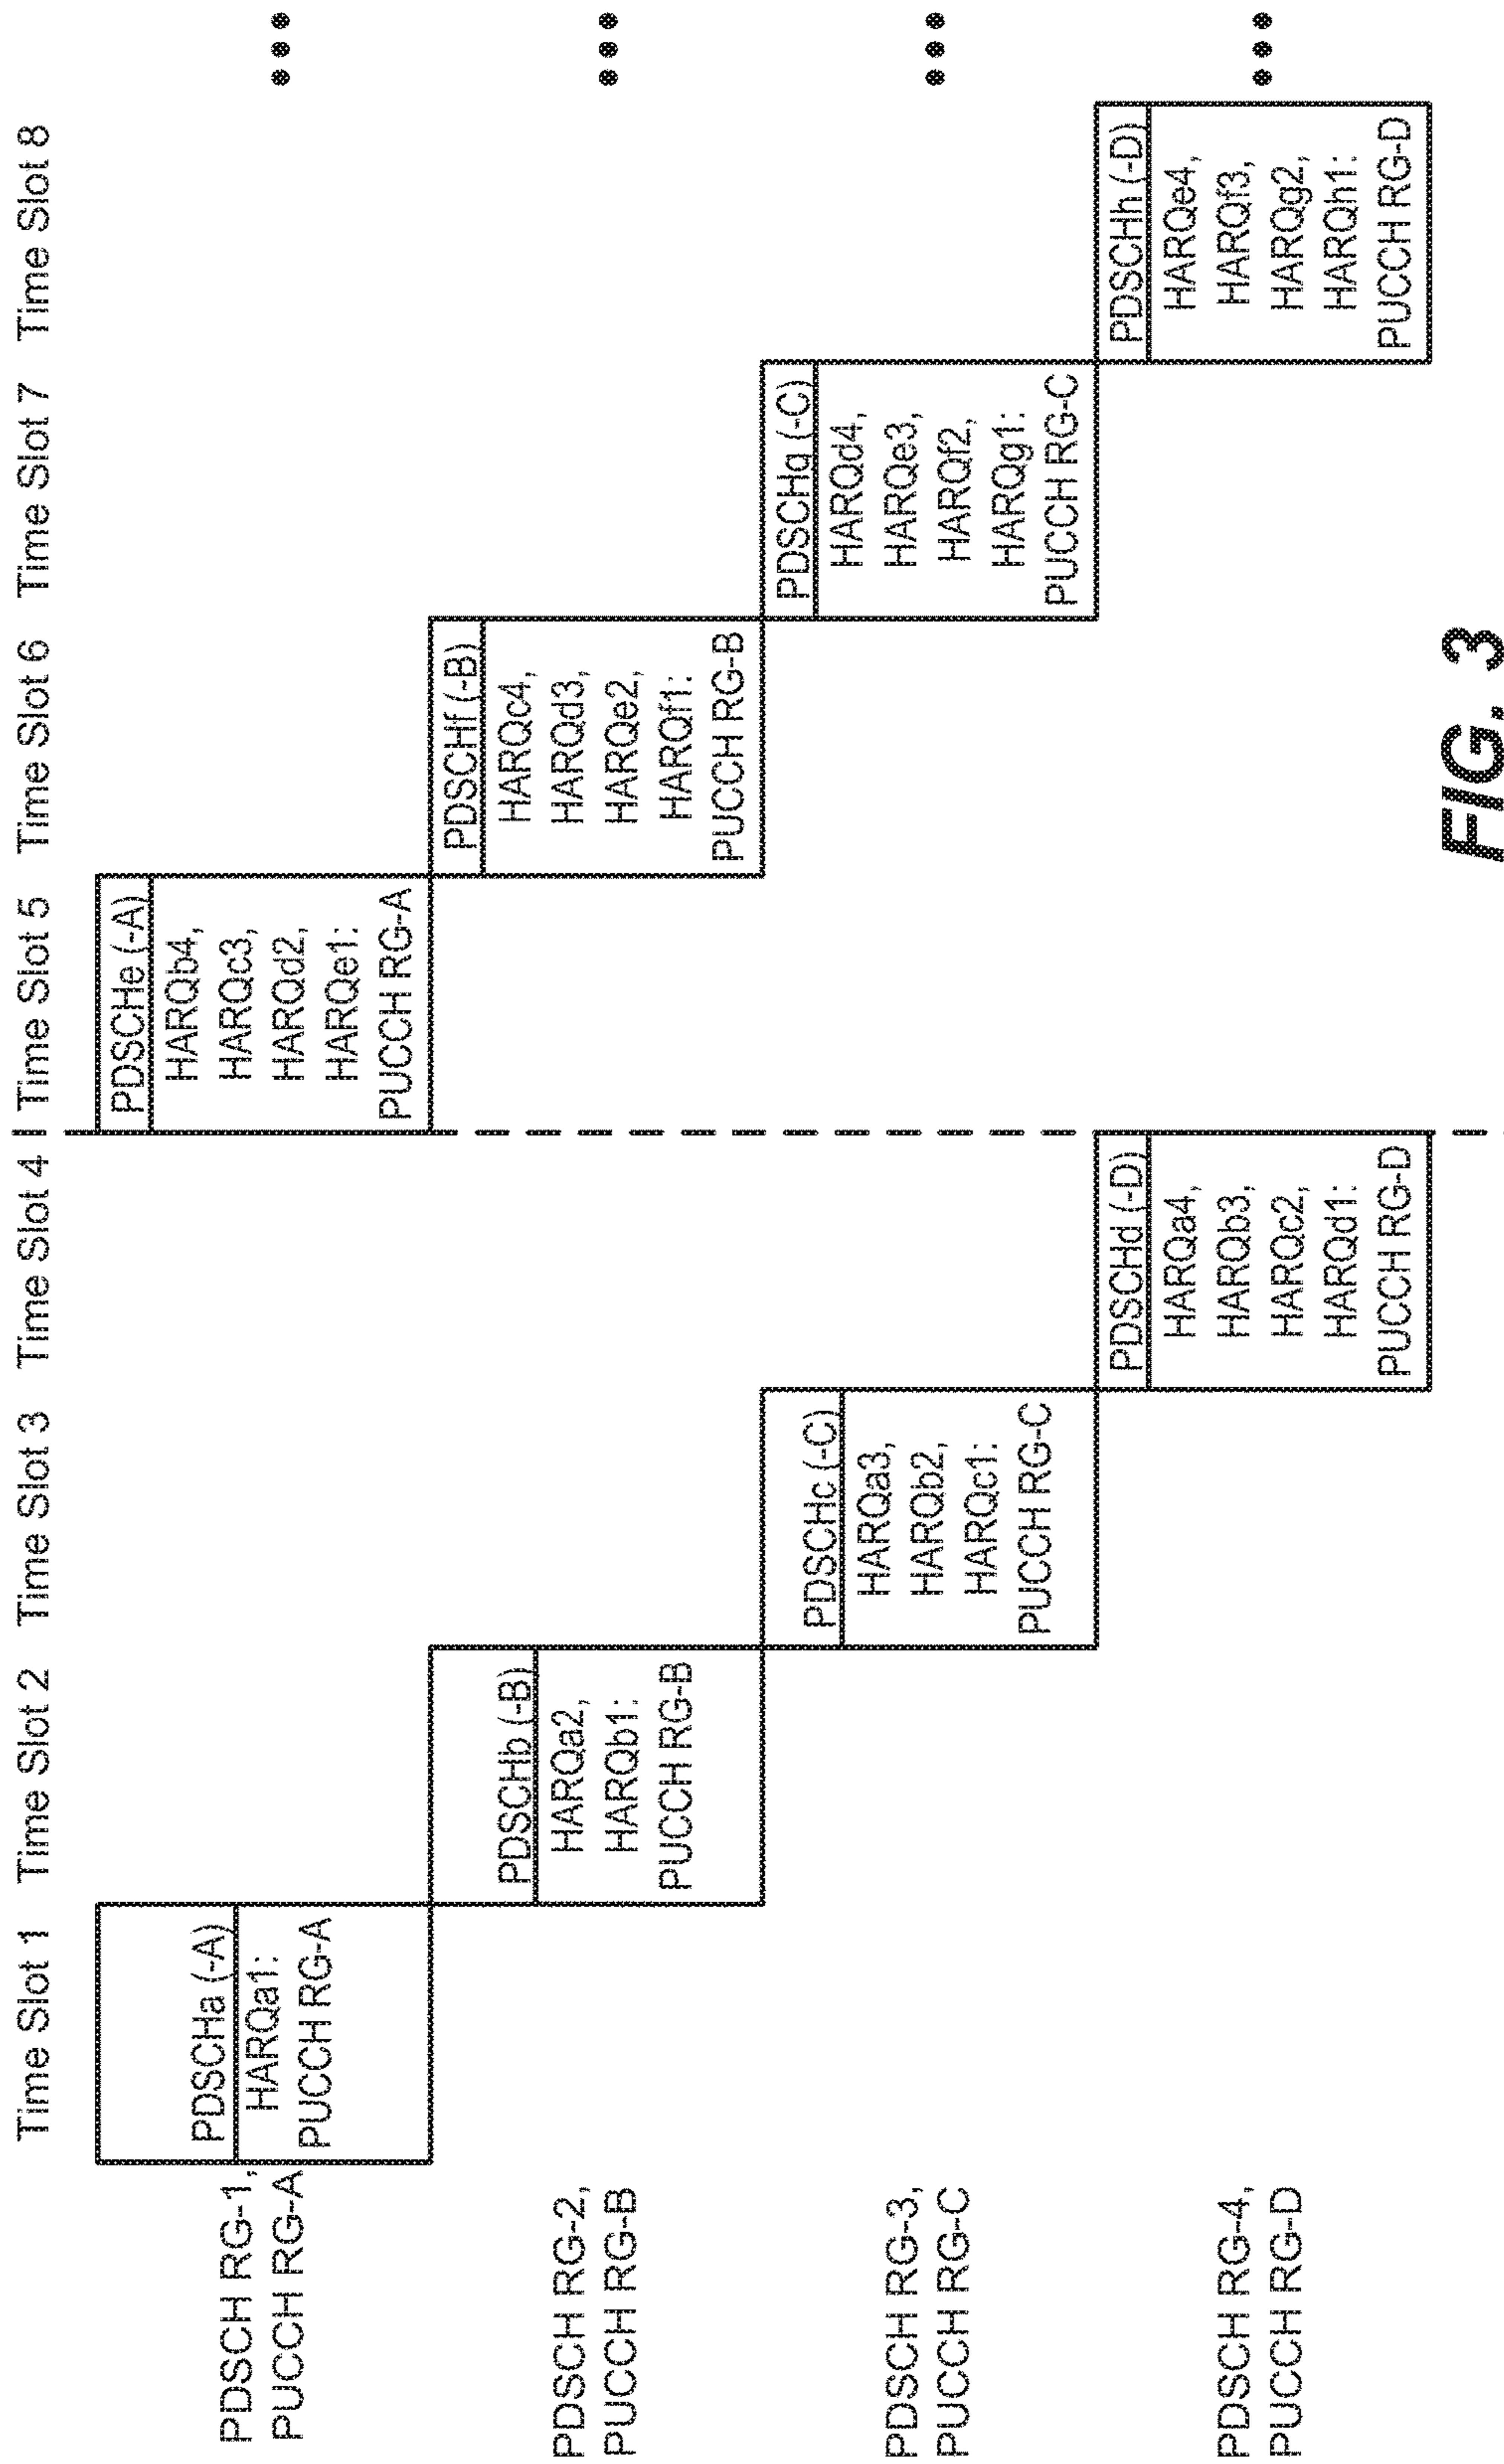 Time Slot 1 Time Slot 2 Time Slot 3 Time Slot 4 Time Slot 5 Time Slot 6 Time Slot 7 Time Slot 8
PDSCH RG-1,
PUCCH RG-A
PDSCHa (-A)
HARQa1:
PUCCH RG-A
PDSCHe (-A)
HARQb4,
HARQc3,
HARQd2,
HARQe1:
PUCCH RG-A
PDSCH RG-2,
PUCCH RG-B
PDSCHb (-B)
HARQa2,
HARQb1:
PUCCH RG-B
PDSCHf (-B)
HARQc4,
HARQd3,
HARQe2,
HARQf1:
PUCCH RG-B
PDSCH RG-3,
PUCCH RG-C
PDSCHc (-C)
HARQa3,
HARQb2,
HARQc1:
PUCCH RG-C
PDSCHg (-C)
HARQd4,
HARQe3,
HARQf2,
HARQg1:
PUCCH RG-C
PDSCH RG-4,
PUCCH RG-D
PDSCHd (-D)
HARQa4,
HARQb3,
HARQc2,
HARQd1:
PUCCH RG-D
PDSCHh (-D)
HARQe4,
HARQf3,
HARQg2,
HARQh1:
PUCCH RG-D
FIG. 3